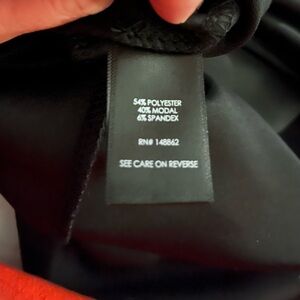 54% POLYESTER
40% MODAL
6% SPANDEX
RN# 148862
SEE CARE ON REVERSE